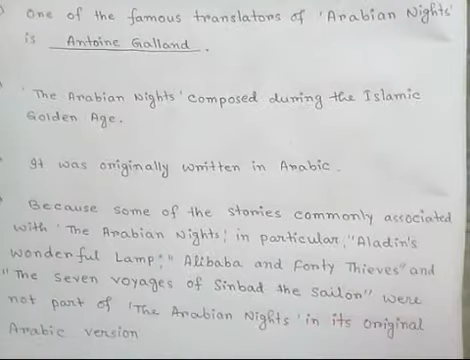 One of the famous translators of 'Arabian Nights'
is Antoine Galland.
'The Arabian Nights' composed during the Islamic
Golden Age.
It was originally written in Arabic.
Because some of the stories commonly associated
with 'The Arabian Nights', in particular, "Aladin's
wonderful Lamp;" "Alibaba and Forty Thieves" and
"The Seven voyages of Sinbad the Sailor" were
not part of 'The Arabian Nights' in its original
Arabic version